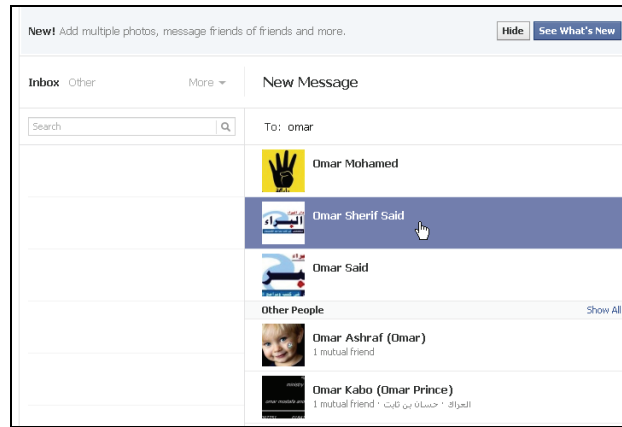 New! Add multiple photos, message friends of friends and more.
Hide
See What's New
Inbox Other
More
New Message
Search
To: omar
Omar Mohamed
Omar Sherif Said
البراء
Omar Said
Other People
Show All
Omar Ashraf (Omar)
1 mutual friend
Omar Kabo (Omar Prince)
1 mutual friend · العراك · حسان بن ثابت